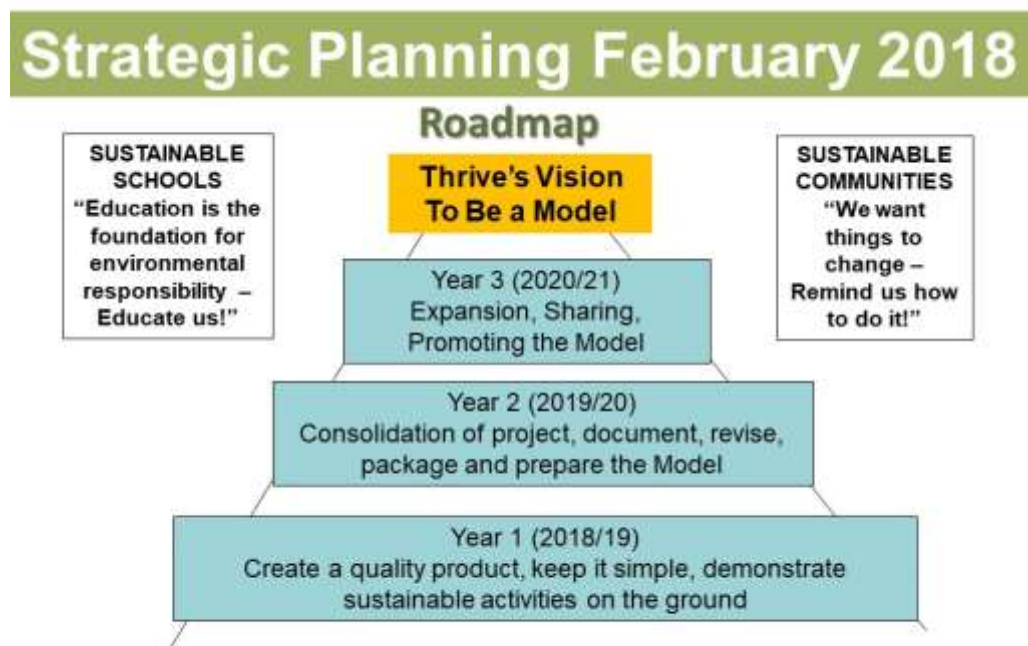 Strategic Planning February 2018
Roadmap
SUSTAINABLE
SCHOOLS
“Education is the
foundation for
environmental
responsibility –
Educate us!”
Thrive’s Vision
To Be a Model
SUSTAINABLE
COMMUNITIES
“We want
things to
change –
Remind us how
to do it!”
Year 3 (2020/21)
Expansion, Sharing,
Promoting the Model
Year 2 (2019/20)
Consolidation of project, document, revise,
package and prepare the Model
Year 1 (2018/19)
Create a quality product, keep it simple, demonstrate
sustainable activities on the ground